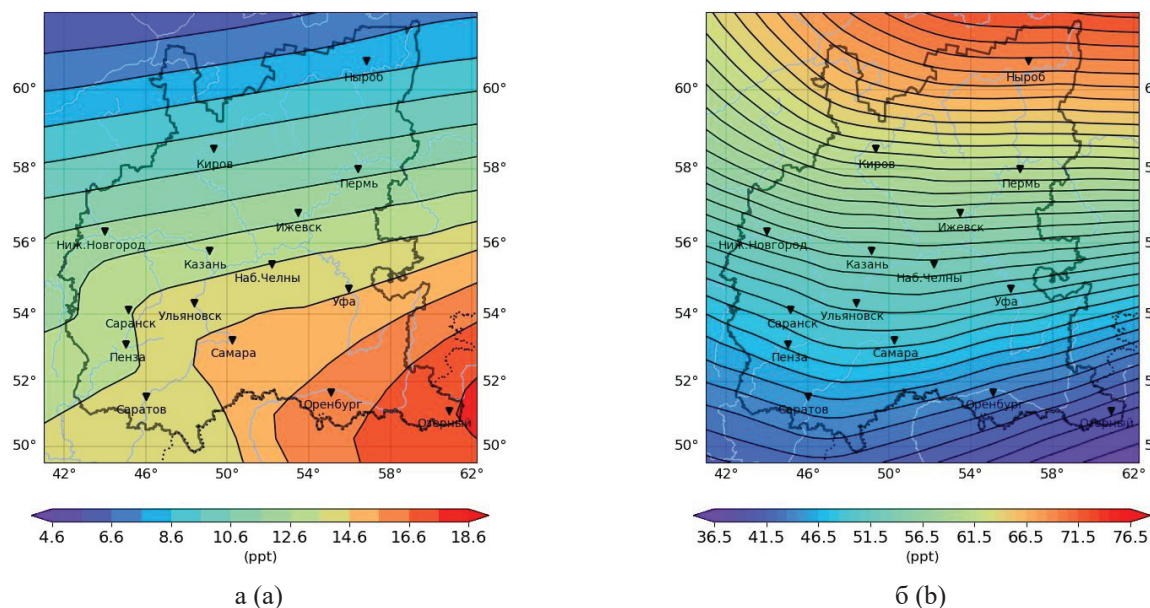 60°
58°
56°
54°
52°
51°
50°
Ныроб
Киров
Пермь
Ижевск
Ниж.Новгород
Казань
Наб.Челны
Уфа
Саранск
Ульяновск
Пенза
Самара
Саратов
Оренбург
Озерный
60°
58°
56°
54°
51°
50°
42° 46° 50° 54° 58° 62°
4.6 6.6 8.6 10.6 12.6 14.6 16.6 18.6
(ppt)
а (a)
60°
58°
56°
54°
51°
50°
Ныроб
Киров
Пермь
Ижевск
Ниж.Новгород
Казань
Наб.Челны
Уфа
Саранск
Ульяновск
Пенза
Самара
Саратов
Оренбург
Озерный
42° 46° 50° 54° 58° 62°
36.5 41.5 46.5 51.5 56.5 61.5 66.5 71.5 76.5
(ppt)
б (b)